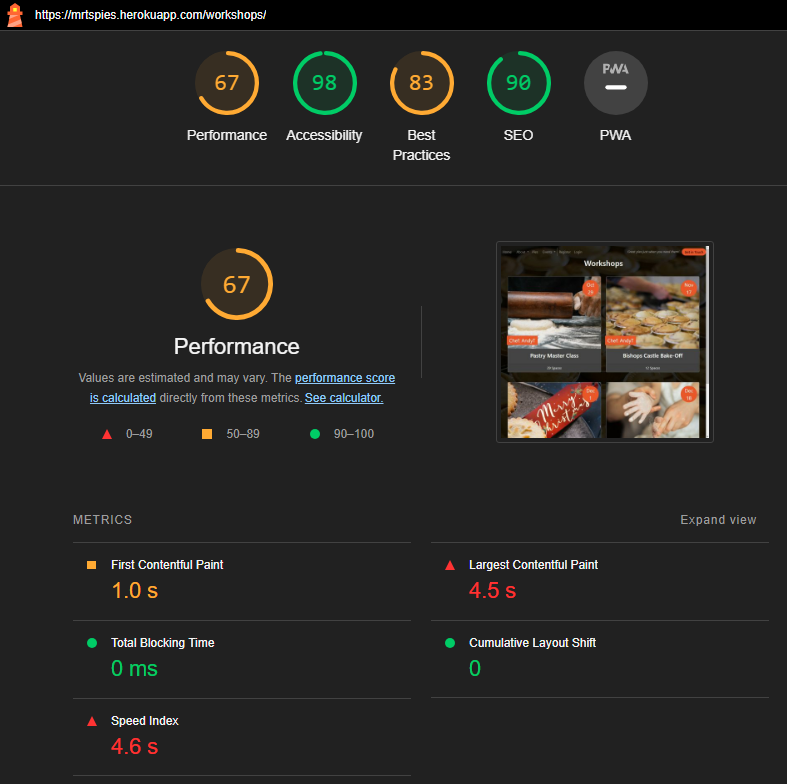 https://mrtspies.herokuapp.com/workshops/
67
98
83
90
PWA
Performance
Accessibility
Best
Practices
SEO
PWA
67
Performance
Values are estimated and may vary. The performance score
is calculated directly from these metrics. See calculator.
0–49
50–89
90–100
Workshops
Chef: Andy!
Pastry Master Class
Chef: Andy!
Bishops Castle Bake-Off
Merry
Christmas
METRICS
Expand view
First Contentful Paint
1.0 s
Largest Contentful Paint
4.5 s
Total Blocking Time
0 ms
Cumulative Layout Shift
0
Speed Index
4.6 s